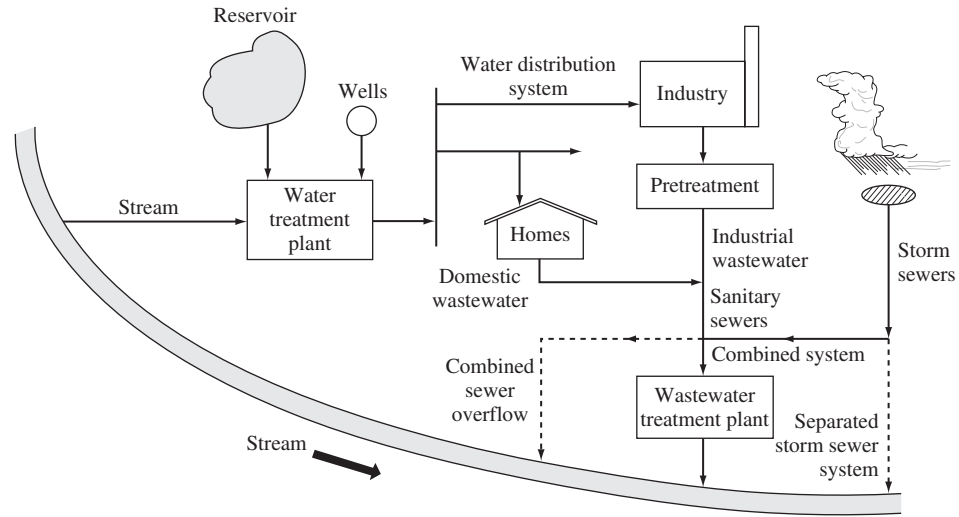 Reservoir
Wells
Water distribution
system
Industry
Stream
Water
treatment
plant
Pretreatment
Homes
Industrial
wastewater
Storm
sewers
Domestic
wastewater
Sanitary
sewers
Combined system
Combined
sewer
overflow
Wastewater
treatment plant
Separated
storm sewer
system
Stream